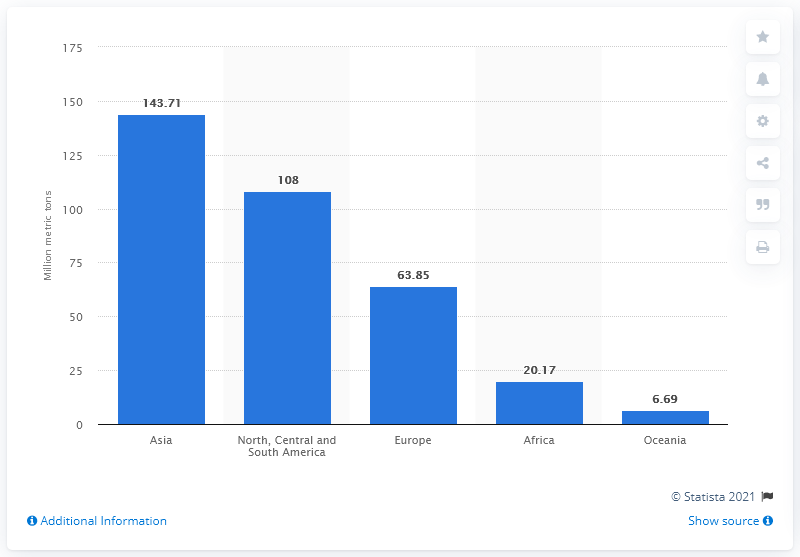 175
150
125
100
75
50
25
0
Million metric tons
143.71
108
63.85
20.17
6.69
Asia
North, Central and
South America
Europe
Africa
Oceania
© Statista 2021
Additional Information
Show source